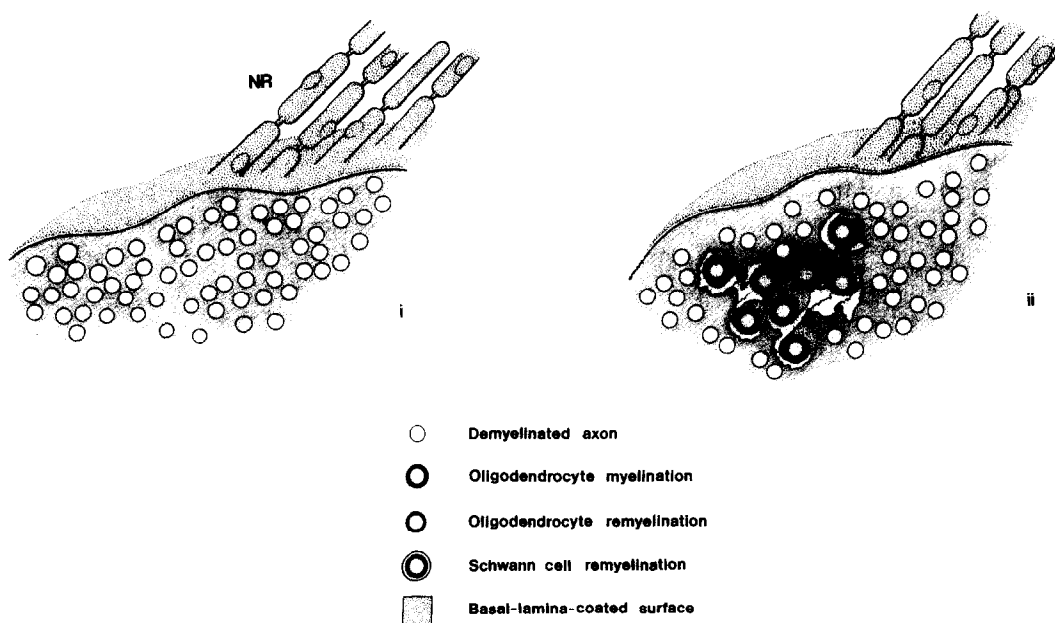 NR
i
ii
Demyelinated axon
Oligodendrocyte myelination
Oligodendrocyte remyelination
Schwann cell remyelination
Basal-lamina-coated surface